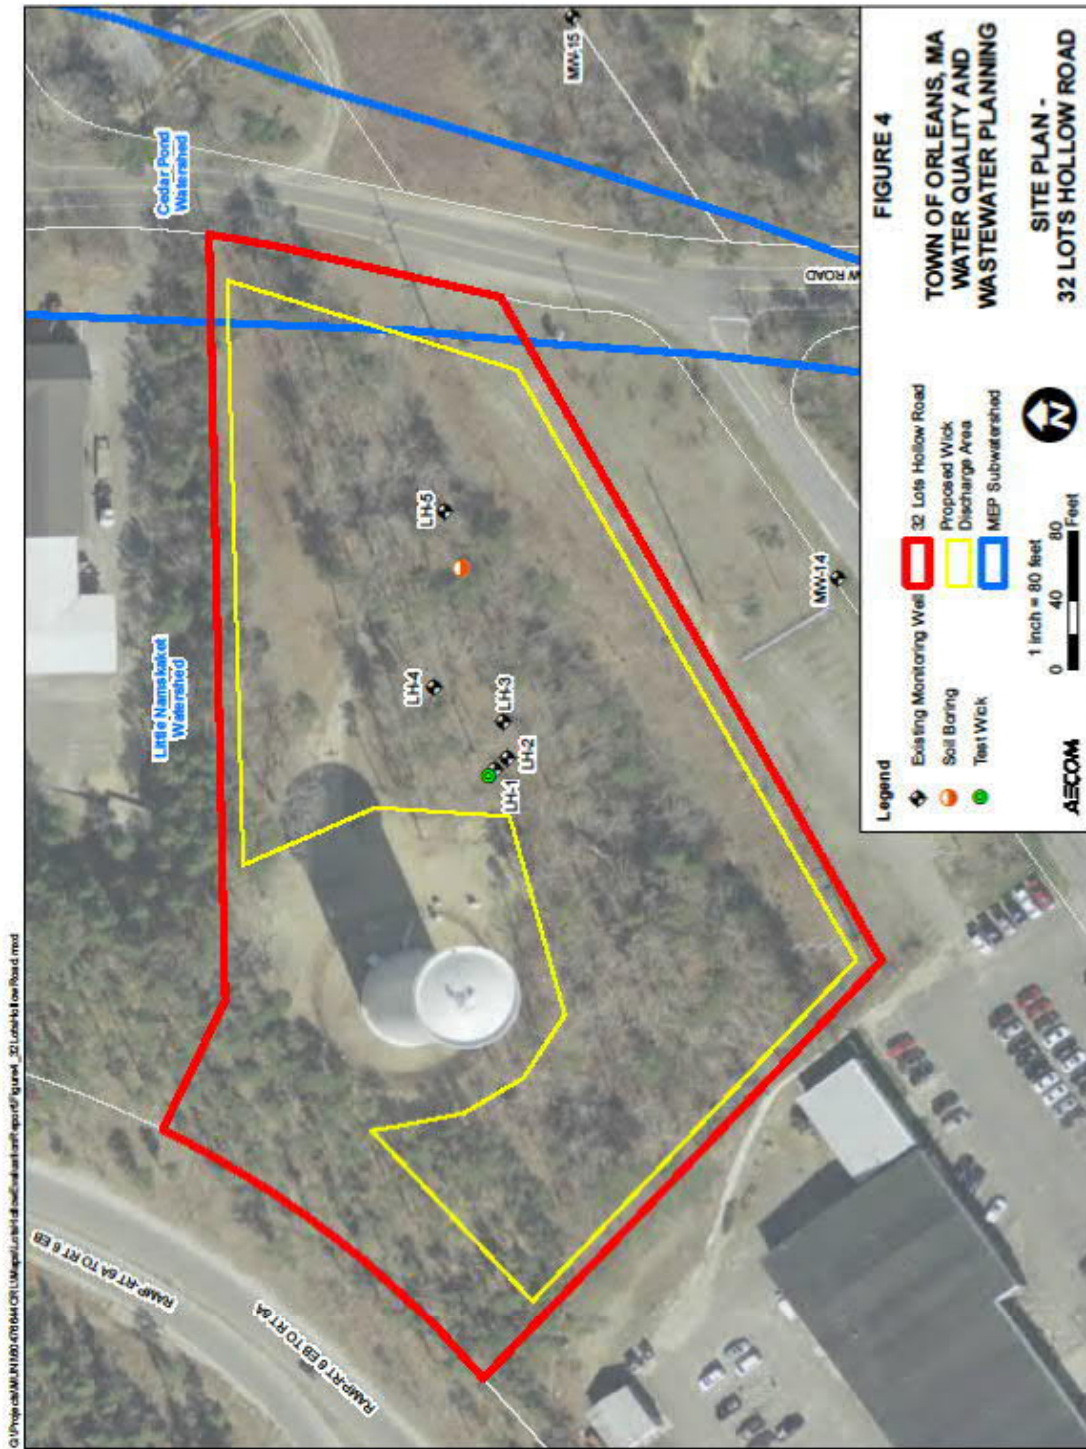 Cedar Pond
Watershed
MW-15
W ROAD
Little Namskaket
Watershed
LH-5
LH-4
LH-3
LH-2
LH-1
MW-14
RAMP-RT 6A TO RT 6 EB
RAMP-RT 6 EB TO RT 6A
FIGURE 4
TOWN OF ORLEANS, MA
WATER QUALITY AND
WASTEWATER PLANNING
SITE PLAN -
32 LOTS HOLLOW ROAD
Legend
Existing Monitoring Well
Soil Boring
Test Wick
32 Lots Hollow Road
Proposed Wick
Discharge Area
MEP Subwatershed
1 inch = 80 feet
0 40 80
Feet
N
AECOM